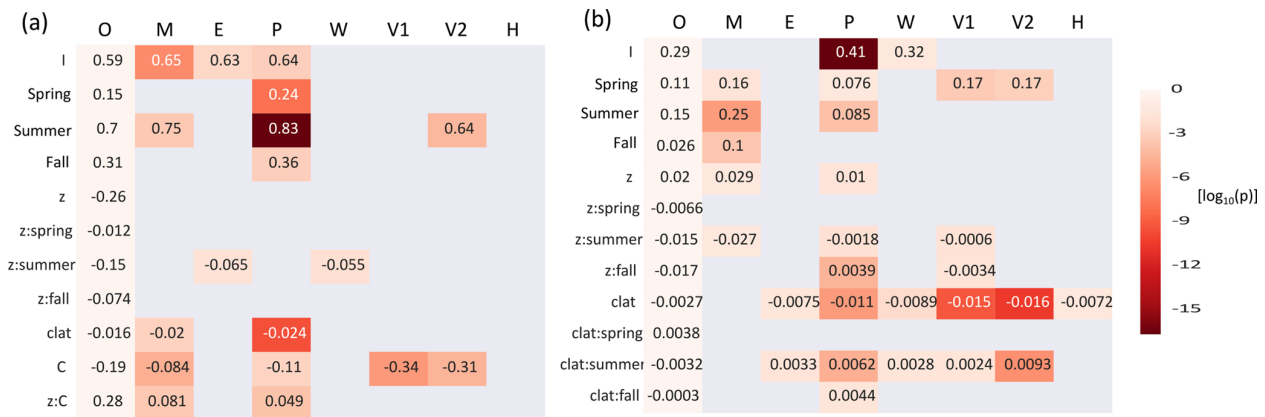 (a) O M E P W V1 V2 H
I 0.59 0.65 0.63 0.64
Spring 0.15 0.24
Summer 0.7 0.75 0.83 0.64
Fall 0.31 0.36
z -0.26
z:spring -0.012
z:summer -0.15 -0.065 -0.055
z:fall -0.074
clat -0.016 -0.02 -0.024
C -0.19 -0.084 -0.11 -0.34 -0.31
z:C 0.28 0.081 0.049
(b) O M E P W V1 V2 H
I 0.29 0.41 0.32
Spring 0.11 0.16 0.076 0.17 0.17
Summer 0.15 0.25 0.085
Fall 0.026 0.1
z 0.02 0.029 0.01
z:spring -0.0066
z:summer -0.015 -0.027 -0.0018 -0.0006
z:fall -0.017 0.0039 -0.0034
clat -0.0027 -0.0075 -0.011 -0.0089 -0.015 -0.016 -0.0072
clat:spring 0.0038
clat:summer -0.0032 0.0033 0.0062 0.0028 0.0024 0.0093
clat:fall -0.0003 0.0044
0
-3
-6
[log₁₀(p)]
-9
-12
-15